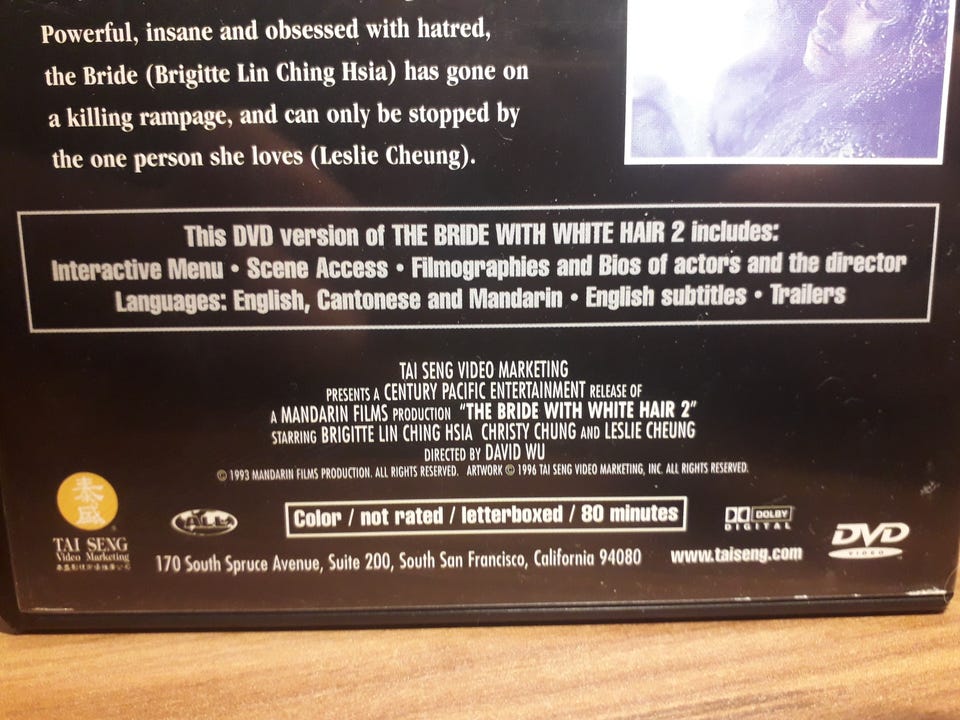 Powerful, insane and obsessed with hatred,
the Bride (Brigitte Lin Ching Hsia) has gone on
a killing rampage, and can only be stopped by
the one person she loves (Leslie Cheung).
This DVD version of THE BRIDE WITH WHITE HAIR 2 includes:
Interactive Menu • Scene Access • Filmographies and Bios of actors and the director
Languages: English, Cantonese and Mandarin • English subtitles • Trailers
TAI SENG VIDEO MARKETING
PRESENTS A CENTURY PACIFIC ENTERTAINMENT RELEASE OF
A MANDARIN FILMS PRODUCTION "THE BRIDE WITH WHITE HAIR 2"
STARRING BRIGITTE LIN CHING HSIA CHRISTY CHUNG AND LESLIE CHEUNG
DIRECTED BY DAVID WU
© 1993 MANDARIN FILMS PRODUCTION. ALL RIGHTS RESERVED. ARTWORK © 1996 TAI SENG VIDEO MARKETING, INC. ALL RIGHTS RESERVED.
泰盛
®
TAI SENG
Video Marketing
ALL
Color / not rated / letterboxed / 80 minutes
DOLBY
DIGITAL
DVD
VIDEO
170 South Spruce Avenue, Suite 200, South San Francisco, California 94080
www.taiseng.com